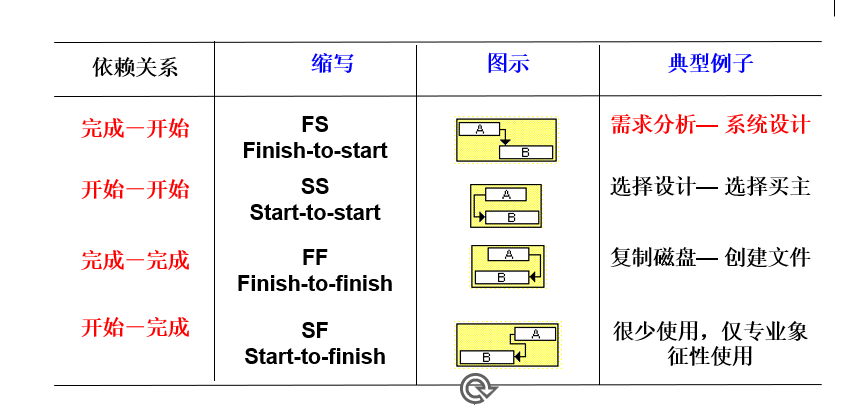 依赖关系 缩写 图示 典型例子
完成－开始 FS 需求分析— 系统设计
Finish-to-start
A
B
开始－开始 SS 选择设计— 选择买主
Start-to-start
A
B
完成－完成 FF 复制磁盘— 创建文件
Finish-to-finish
A
B
开始－完成 SF 很少使用，仅专业象
Start-to-finish 征性使用
A
B